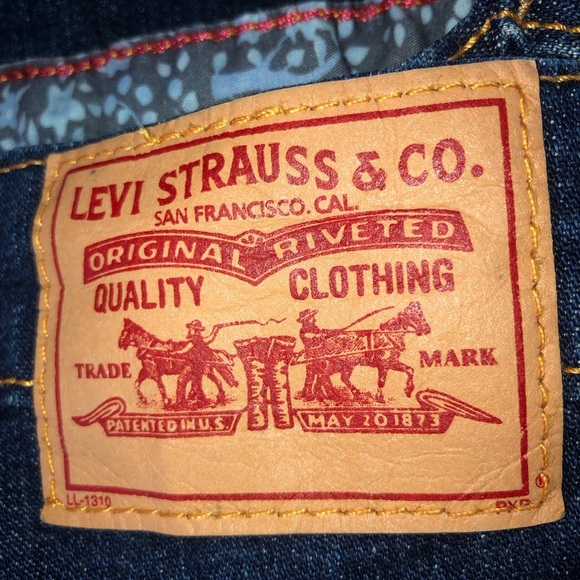 LEVI STRAUSS & CO.
SAN FRANCISCO, CAL.
ORIGINAL RIVETED
QUALITY CLOTHING
TRADE MARK
PATENTED IN U.S. MAY 20 1873
LL-1310
®